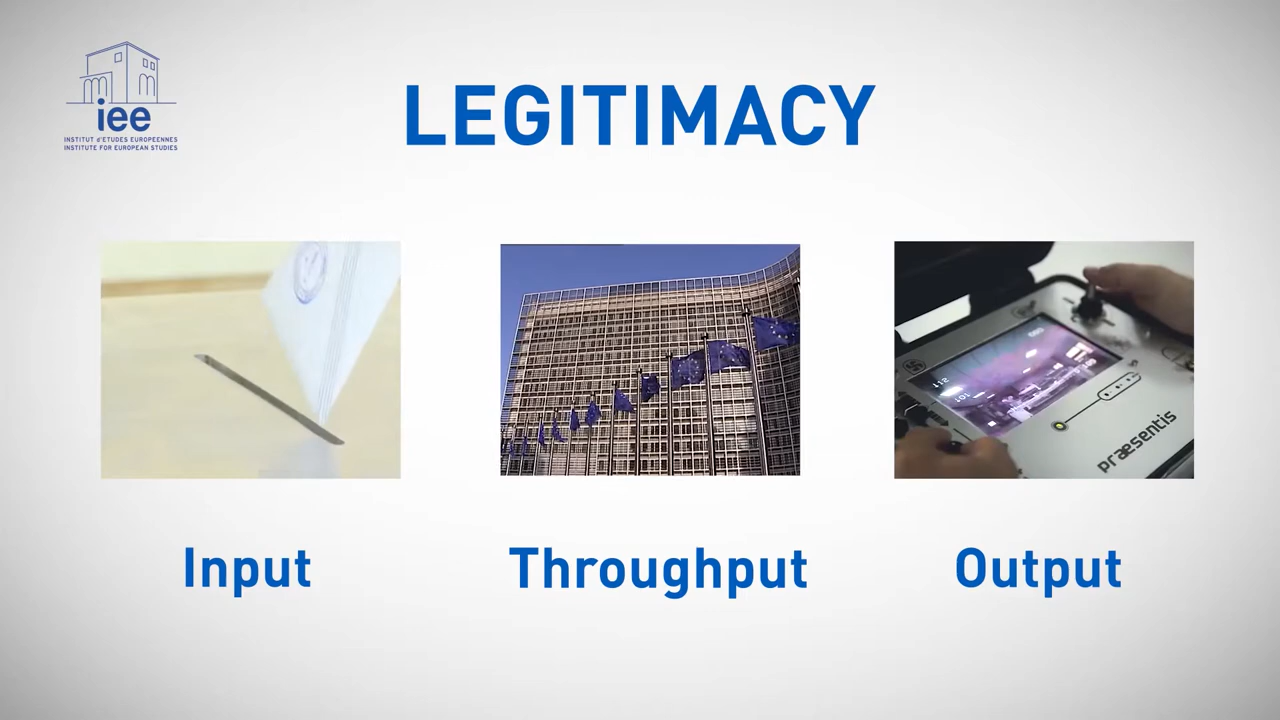 iee
INSTITUT d'ETUDES EUROPEENNES
INSTITUTE FOR EUROPEAN STUDIES
LEGITIMACY
præsentis
Input
Throughput
Output